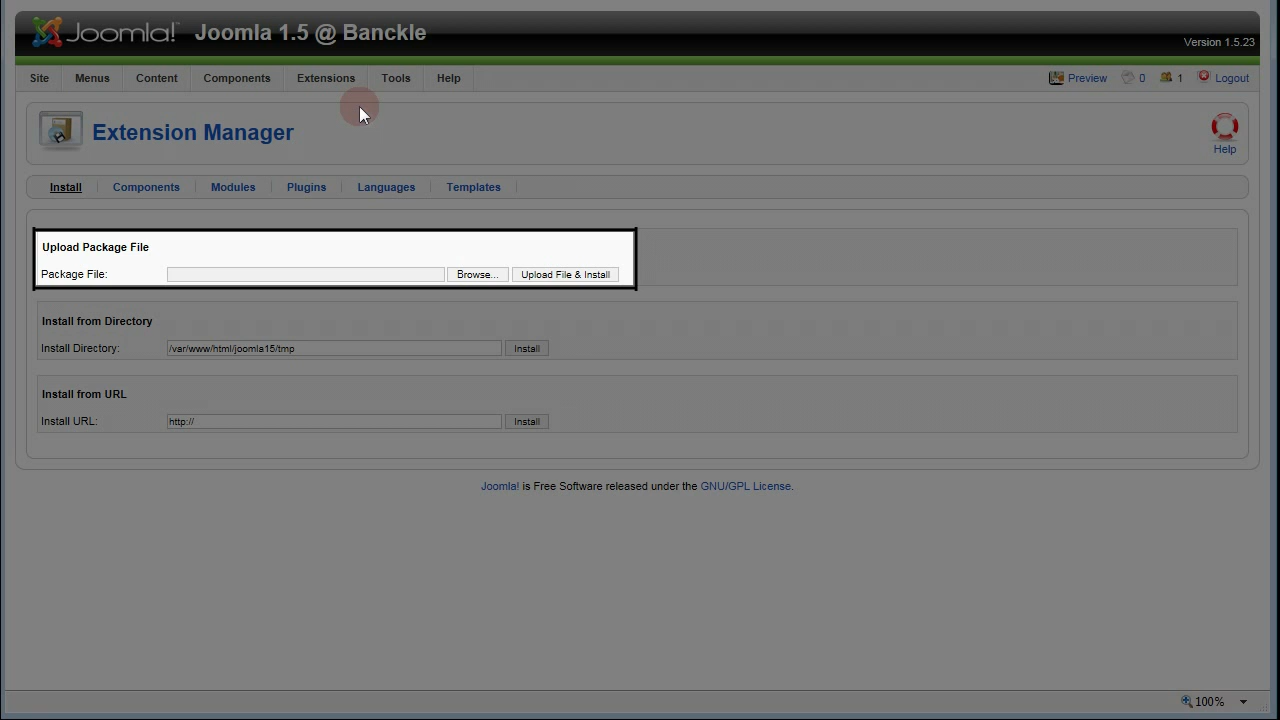 Joomla! Joomla 1.5 @ Banckle
Version 1.5.23
Site Menus Content Components Extensions Tools Help Preview 0 1 Logout
Extension Manager
Help
Install Components Modules Plugins Languages Templates
Upload Package File
Package File: Browse... Upload File & Install
Install from Directory
Install Directory: /var/www/html/joomla15/tmp Install
Install from URL
Install URL: http:// Install
Joomla! is Free Software released under the GNU/GPL License.
100%